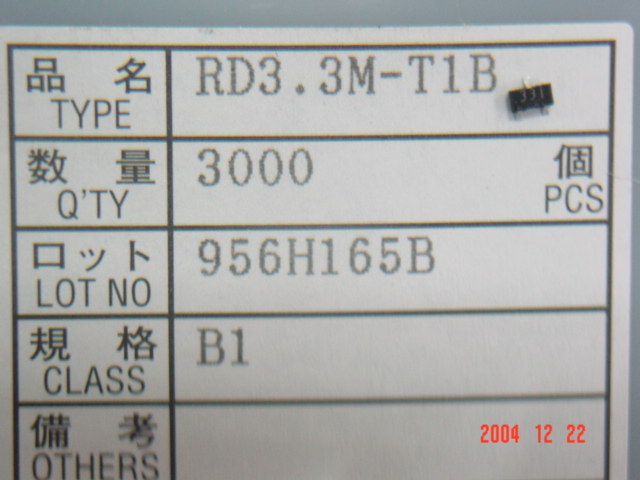 品名 RD3.3M-T1B
TYPE
331
数量 3000 個
Q'TY PCS
ロット 956H165B
LOT NO
規格 B1
CLASS
備考
OTHERS
2004 12 22